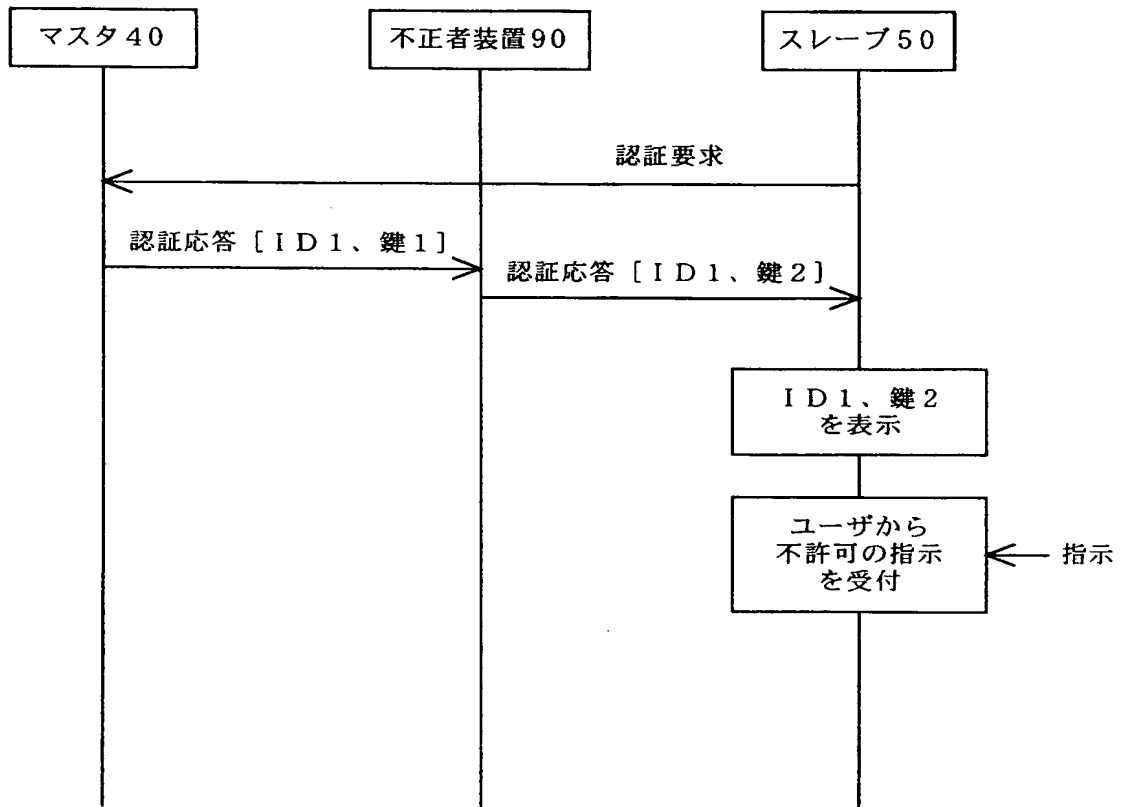 マスタ40
不正者装置90
スレーブ50
認証要求
認証応答［ID1、鍵1］
認証応答［ID1、鍵2］
ID1、鍵2
を表示
ユーザから
不許可の指示
を受付
指示